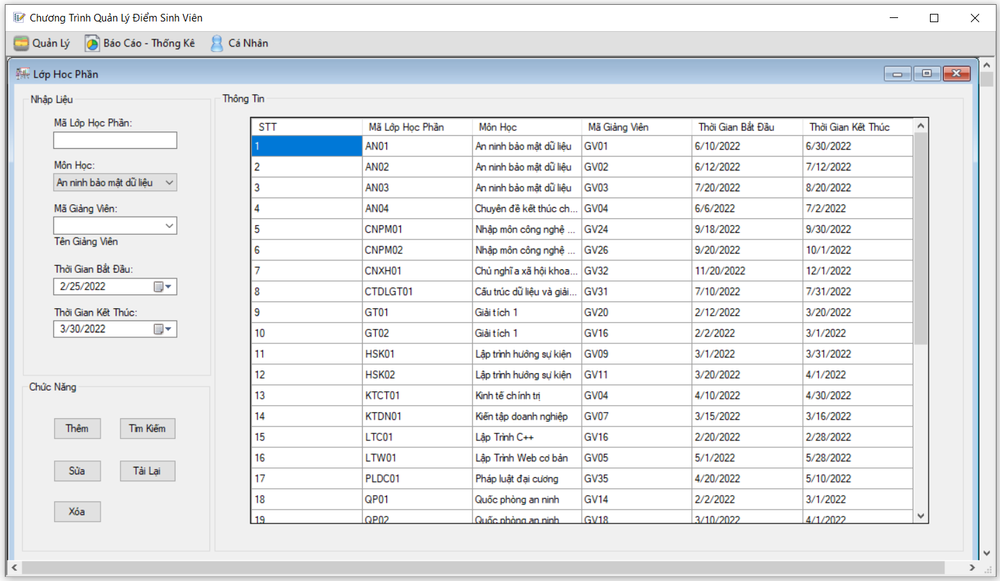 Chương Trình Quản Lý Điểm Sinh Viên
Quản Lý Báo Cáo - Thống Kê Cá Nhân
Lớp Hoc Phần
Nhập Liệu
Mã Lớp Học Phần:
Môn Học:
An ninh bảo mật dữ liệu
Mã Giảng Viên:
Tên Giảng Viên
Thời Gian Bắt Đầu:
2/25/2022
Thời Gian Kết Thúc:
3/30/2022
Chức Năng
Thêm Tìm Kiếm
Sửa Tải Lại
Xóa
Thông Tin
STT Mã Lớp Học Phần Môn Học Mã Giảng Viên Thời Gian Bắt Đầu Thời Gian Kết Thúc
1 AN01 An ninh bảo mật dữ liệu GV01 6/10/2022 6/30/2022
2 AN02 An ninh bảo mật dữ liệu GV02 6/12/2022 7/12/2022
3 AN03 An ninh bảo mật dữ liệu GV03 7/20/2022 8/20/2022
4 AN04 Chuyên đề kết thúc ch... GV04 6/6/2022 7/2/2022
5 CNPM01 Nhập môn công nghệ ... GV24 9/18/2022 9/30/2022
6 CNPM02 Nhập môn công nghệ ... GV26 9/20/2022 10/1/2022
7 CNXH01 Chủ nghĩa xã hội khoa... GV32 11/20/2022 12/1/2022
8 CTDLGT01 Cấu trúc dữ liệu và giải... GV31 7/10/2022 7/31/2022
9 GT01 Giải tích 1 GV20 2/12/2022 3/20/2022
10 GT02 Giải tích 1 GV16 2/2/2022 3/1/2022
11 HSK01 Lập trình hướng sự kiện GV09 3/1/2022 3/31/2022
12 HSK02 Lập trình hướng sự kiện GV11 3/20/2022 4/1/2022
13 KTCT01 Kinh tế chính trị GV04 4/10/2022 4/30/2022
14 KTDN01 Kiến tập doanh nghiệp GV07 3/15/2022 3/16/2022
15 LTC01 Lập Trình C++ GV16 2/20/2022 2/28/2022
16 LTW01 Lập Trình Web cơ bản GV05 5/1/2022 5/28/2022
17 PLDC01 Pháp luật đại cương GV35 4/20/2022 5/10/2022
18 QP01 Quốc phòng an ninh GV14 2/2/2022 3/1/2022
19 QP02 Quốc phòng an ninh GV18 3/10/2022 4/1/2022